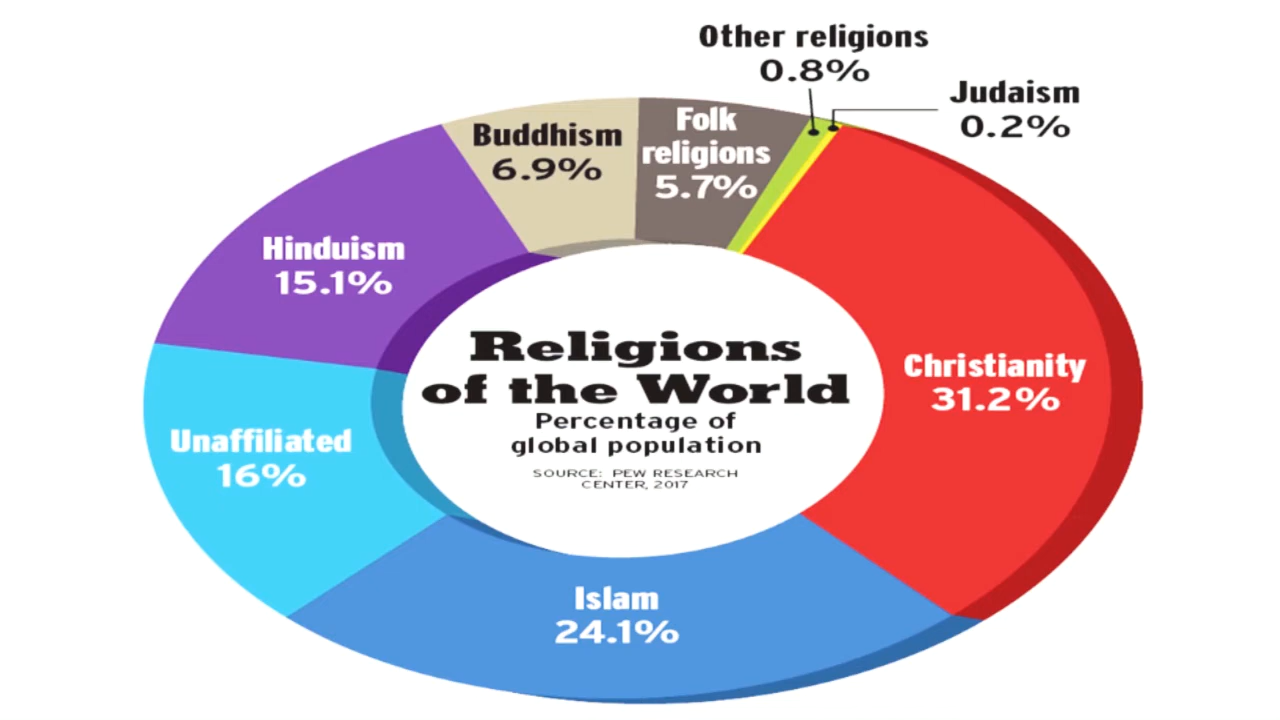 Other religions
0.8%
Judaism
0.2%
Folk
religions
5.7%
Buddhism
6.9%
Hinduism
15.1%
Religions
of the World
Percentage of
global population
SOURCE: PEW RESEARCH
CENTER, 2017
Christianity
31.2%
Unaffiliated
16%
Islam
24.1%